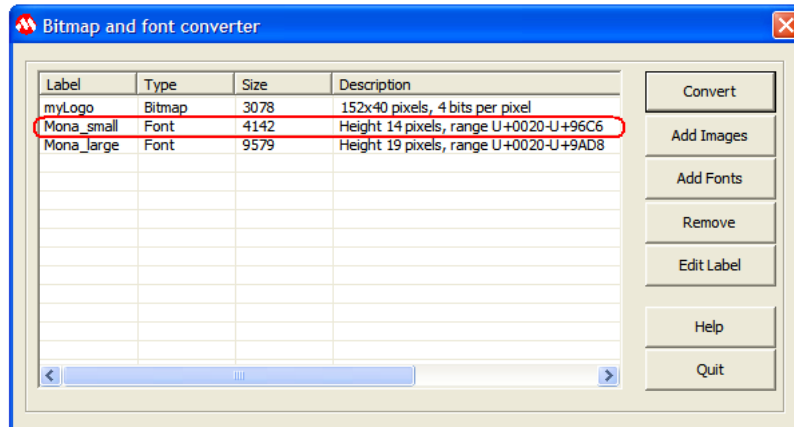 Bitmap and font converter
Label Type Size Description
myLogo Bitmap 3078 152x40 pixels, 4 bits per pixel
Mona_small Font 4142 Height 14 pixels, range U+0020-U+96C6
Mona_large Font 9579 Height 19 pixels, range U+0020-U+9AD8
Convert
Add Images
Add Fonts
Remove
Edit Label
Help
Quit